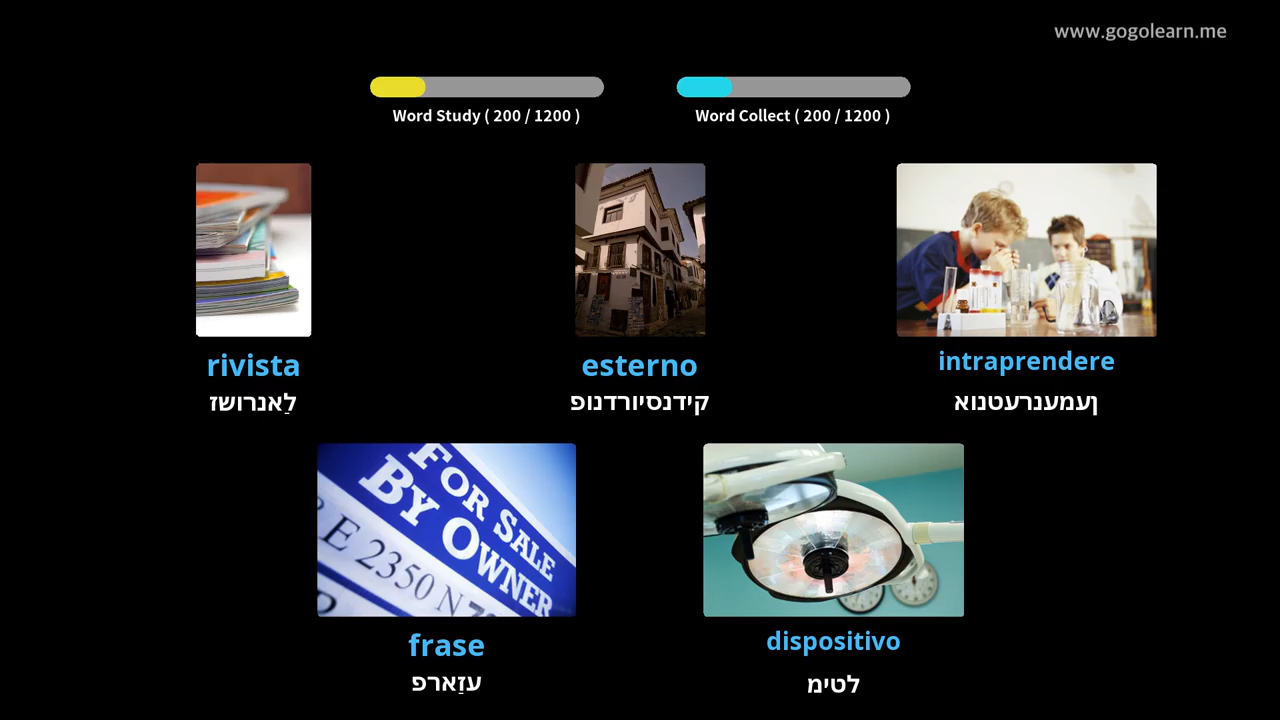 www.gogolearn.me
Word Study ( 200 / 1200 )
Word Collect ( 200 / 1200 )
rivista
לַאנרושז
esterno
קידנסיורדנופ
intraprendere
ןעמענרעטנוא
FOR SALE
BY OWNER
RE 2350 N
frase
עזַארפ
dispositivo
לטימ